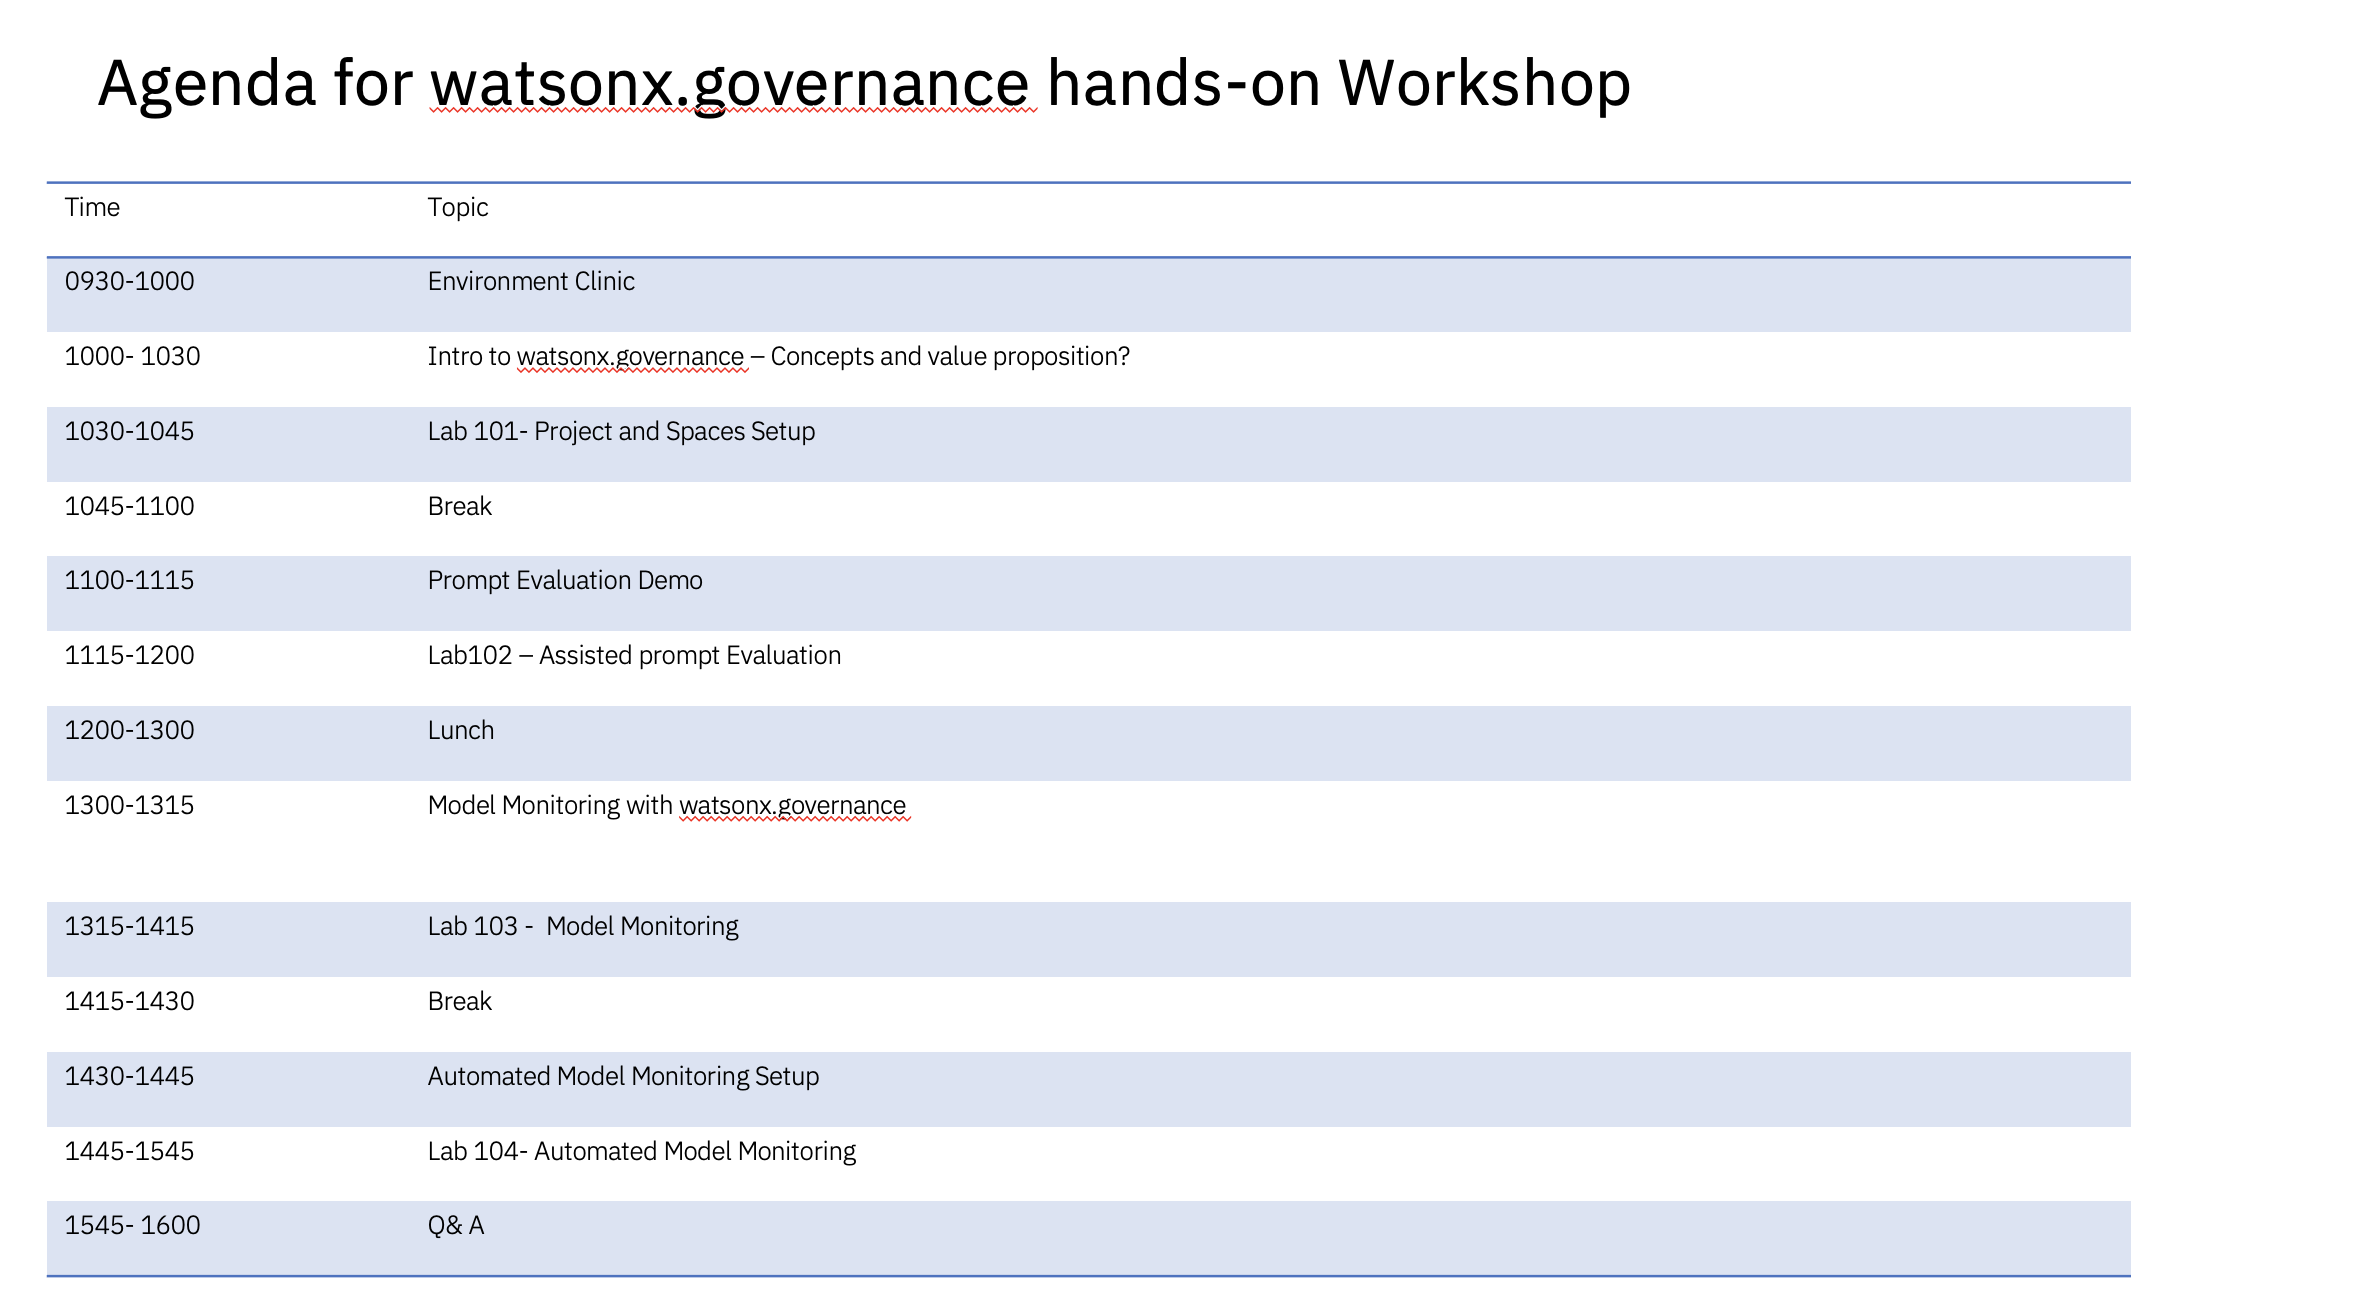 Agenda for watsonx.governance hands-on Workshop
Time Topic
0930-1000 Environment Clinic
1000- 1030 Intro to watsonx.governance – Concepts and value proposition?
1030-1045 Lab 101- Project and Spaces Setup
1045-1100 Break
1100-1115 Prompt Evaluation Demo
1115-1200 Lab102 – Assisted prompt Evaluation
1200-1300 Lunch
1300-1315 Model Monitoring with watsonx.governance
1315-1415 Lab 103 -  Model Monitoring
1415-1430 Break
1430-1445 Automated Model Monitoring Setup
1445-1545 Lab 104- Automated Model Monitoring
1545- 1600 Q& A